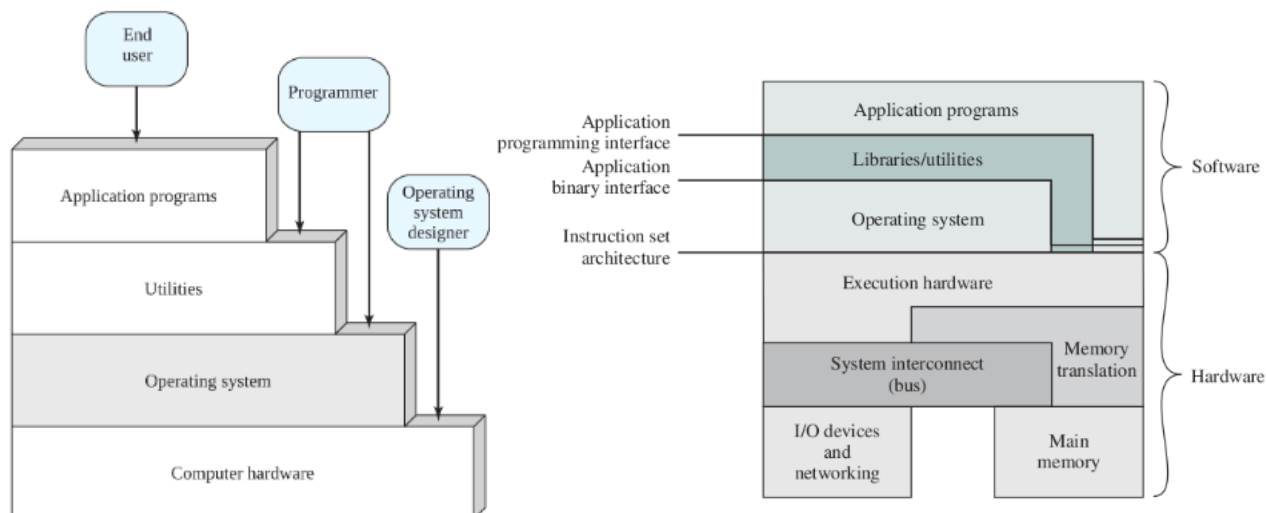 End
user
Programmer
Operating
system
designer
Application programs
Utilities
Operating system
Computer hardware
Application
programming interface
Application
binary interface
Instruction set
architecture
Application programs
Libraries/utilities
Operating system
Execution hardware
System interconnect
(bus)
Memory
translation
I/O devices
and
networking
Main
memory
Software
Hardware